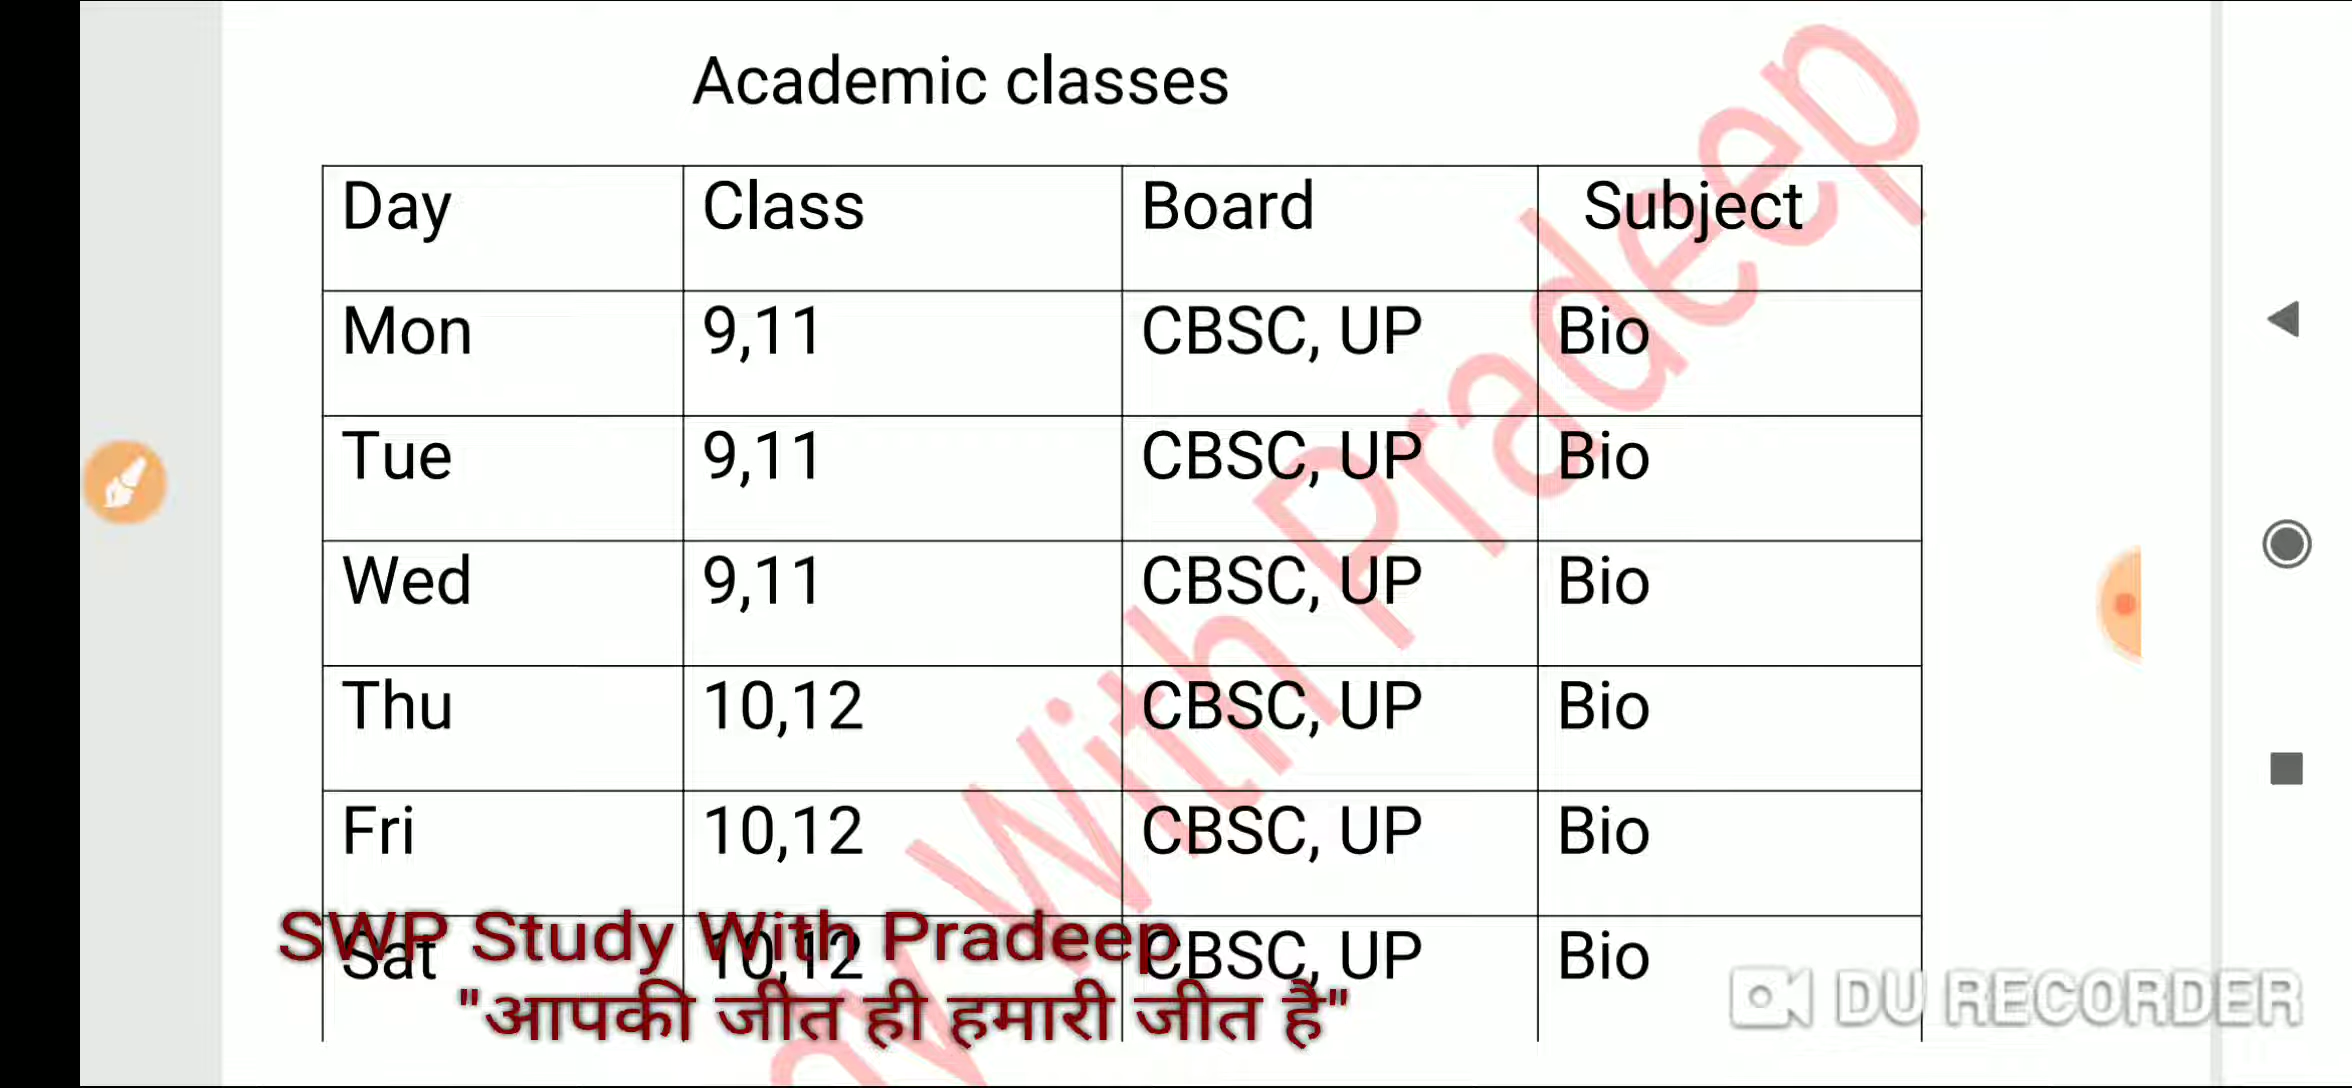 Academic classes
Day Class Board Subject
Mon 9,11 CBSC, UP Bio
Tue 9,11 CBSC, UP Bio
Wed 9,11 CBSC, UP Bio
Thu 10,12 CBSC, UP Bio
Fri 10,12 CBSC, UP Bio
Sat 10,12 CBSC, UP Bio
SWP Study With Pradeep
"आपकी जीत ही हमारी जीत है"
With Pradeep
DU RECORDER